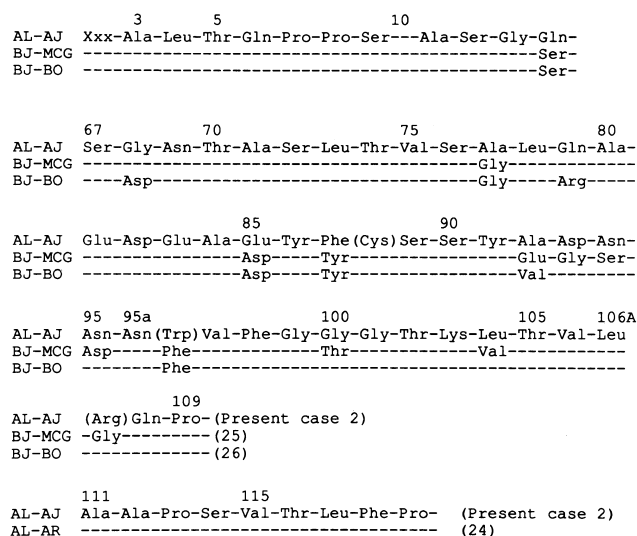 3 5 10
AL-AJ Xxx-Ala-Leu-Thr-Gln-Pro-Pro-Ser---Ala-Ser-Gly-Gln-
BJ-MCG ----------------------------------------------Ser-
BJ-BO ----------------------------------------------Ser-
67 70 75 80
AL-AJ Ser-Gly-Asn-Thr-Ala-Ser-Leu-Thr-Val-Ser-Ala-Leu-Gln-Ala-
BJ-MCG ----------------------------------------Gly-------------
BJ-BO ----Asp---------------------------------Gly-----Arg-----
85 90
AL-AJ Glu-Asp-Glu-Ala-Glu-Tyr-Phe(Cys)Ser-Ser-Tyr-Ala-Asp-Asn-
BJ-MCG ----------------Asp-----Tyr-----------------Glu-Gly-Ser-
BJ-BO ----------------Asp-----Tyr-----------------Val---------
95 95a 100 105 106A
AL-AJ Asn-Asn(Trp)Val-Phe-Gly-Gly-Gly-Thr-Lys-Leu-Thr-Val-Leu
BJ-MCG Asp-----Phe-------------Thr-------------Val------------
BJ-BO --------Phe--------------------------------------------
109
AL-AJ (Arg)Gln-Pro-(Present case 2)
BJ-MCG -Gly---------(25)
BJ-BO -------------(26)
111 115
AL-AJ Ala-Ala-Pro-Ser-Val-Thr-Leu-Phe-Pro- (Present case 2)
AL-AR ------------------------------------ (24)